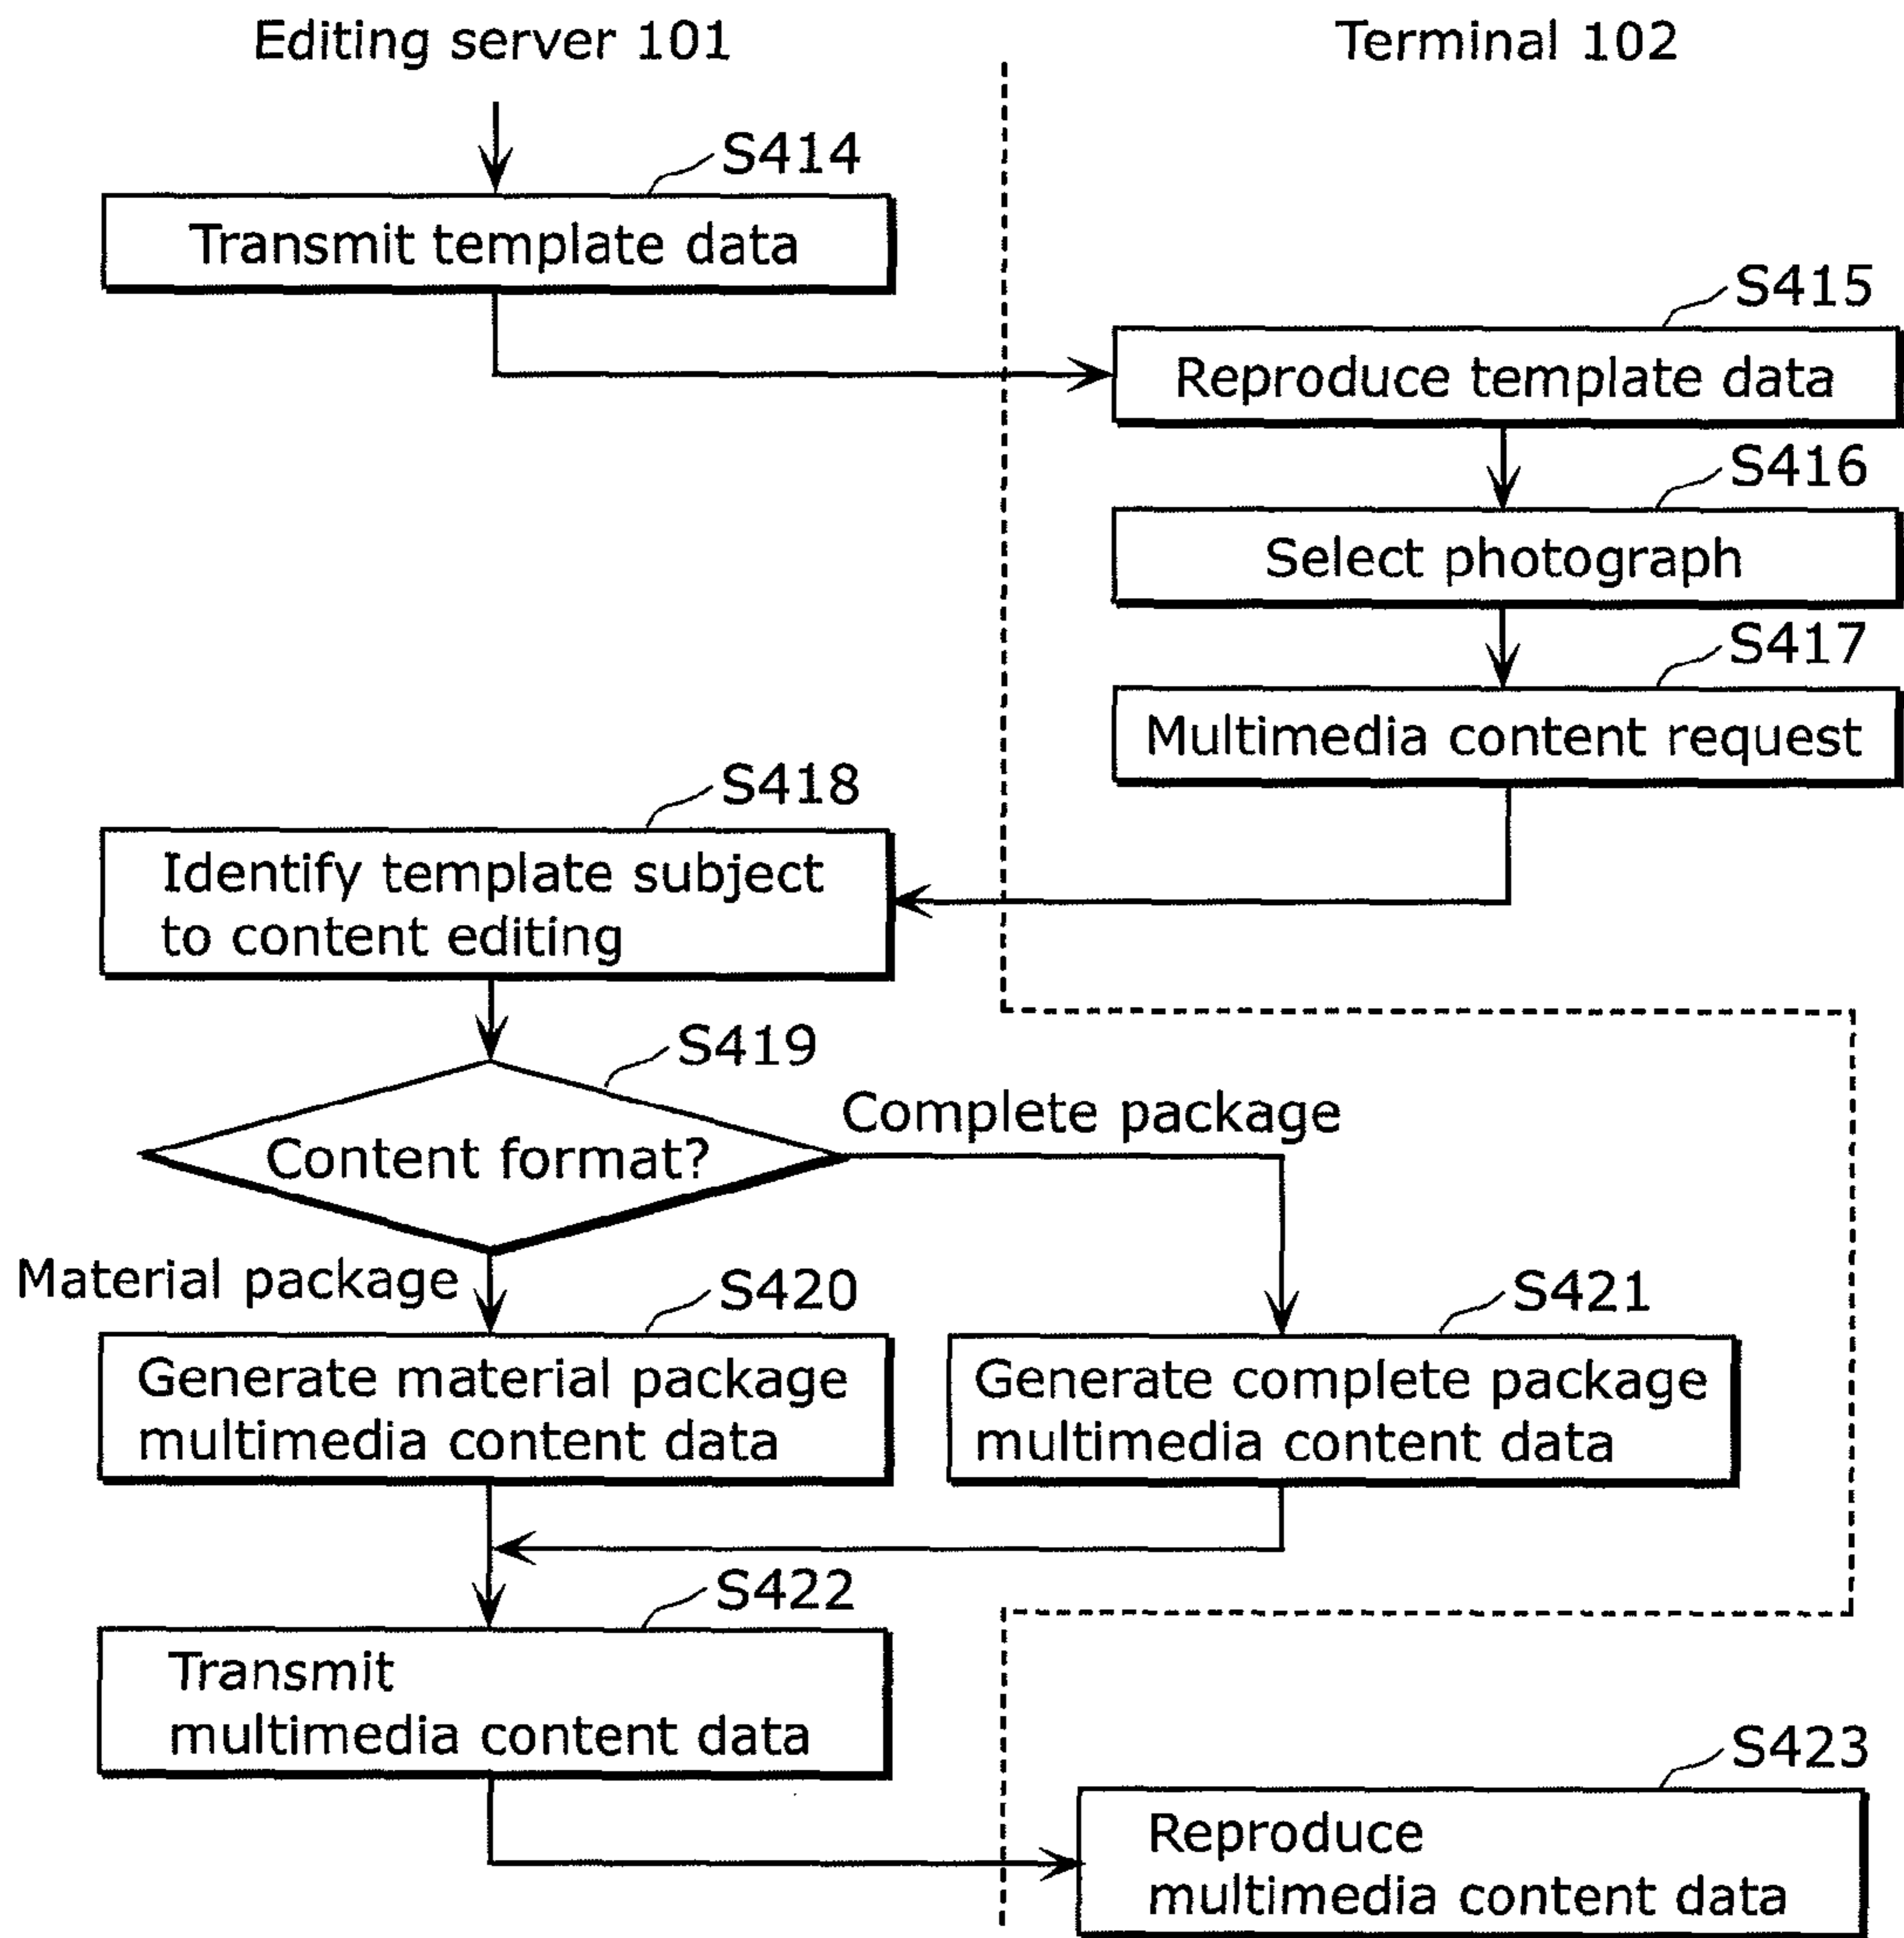 Editing server 101
Terminal 102
S414
Transmit template data
S415
Reproduce template data
S416
Select photograph
S417
Multimedia content request
S418
Identify template subject
to content editing
S419
Content format?
Complete package
Material package
S420
Generate material package
multimedia content data
S421
Generate complete package
multimedia content data
S422
Transmit
multimedia content data
S423
Reproduce
multimedia content data